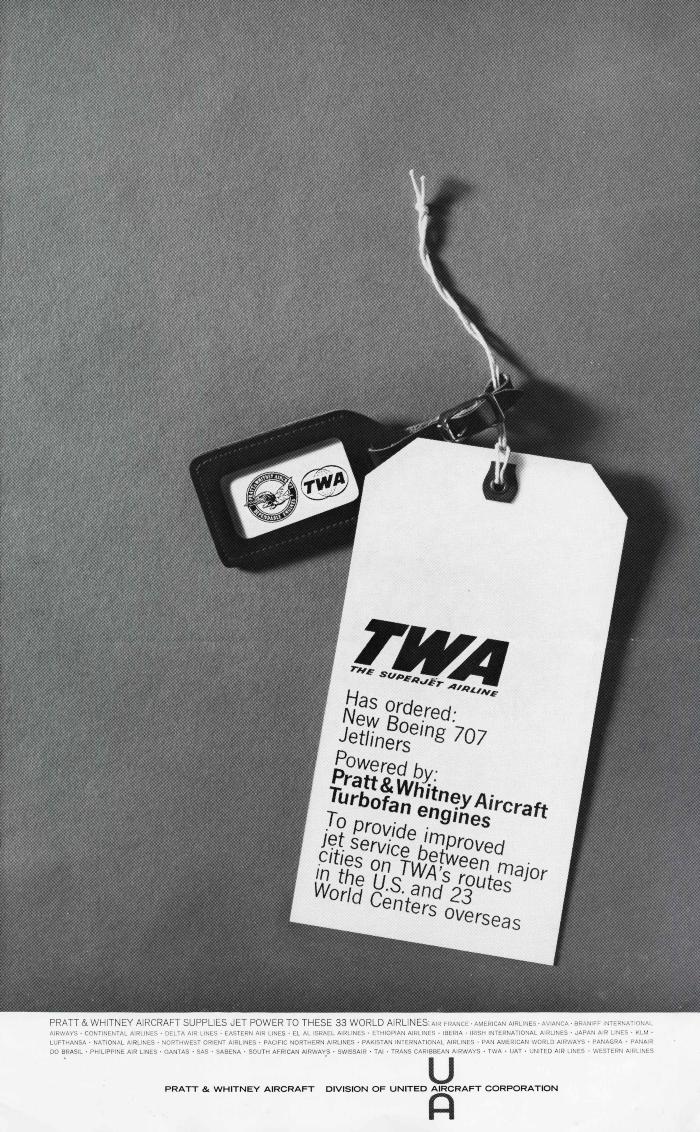 PRATT & WHITNEY AIRCRAFT
DEPENDABLE ENGINES
TWA
TWA
THE SUPERJET AIRLINE
Has ordered:
New Boeing 707
Jetliners
Powered by:
Pratt & Whitney Aircraft
Turbofan engines
To provide improved
jet service between major
cities on TWA's routes
in the U.S. and 23
World Centers overseas
PRATT & WHITNEY AIRCRAFT SUPPLIES JET POWER TO THESE 33 WORLD AIRLINES: AIR FRANCE • AMERICAN AIRLINES • AVIANCA • BRANIFF INTERNATIONAL
AIRWAYS • CONTINENTAL AIRLINES • DELTA AIR LINES • EASTERN AIR LINES • EL AL ISRAEL AIRLINES • ETHIOPIAN AIRLINES • IBERIA • IRISH INTERNATIONAL AIRLINES • JAPAN AIR LINES • KLM •
LUFTHANSA • NATIONAL AIRLINES • NORTHWEST ORIENT AIRLINES • PACIFIC NORTHERN AIRLINES • PAKISTAN INTERNATIONAL AIRLINES • PAN AMERICAN WORLD AIRWAYS • PANAGRA • PANAIR
DO BRASIL • PHILIPPINE AIR LINES • QANTAS • SAS • SABENA • SOUTH AFRICAN AIRWAYS • SWISSAIR • TAI • TRANS CARIBBEAN AIRWAYS • TWA • UAT • UNITED AIR LINES • WESTERN AIRLINES
U
PRATT & WHITNEY AIRCRAFT DIVISION OF UNITED AIRCRAFT CORPORATION
A